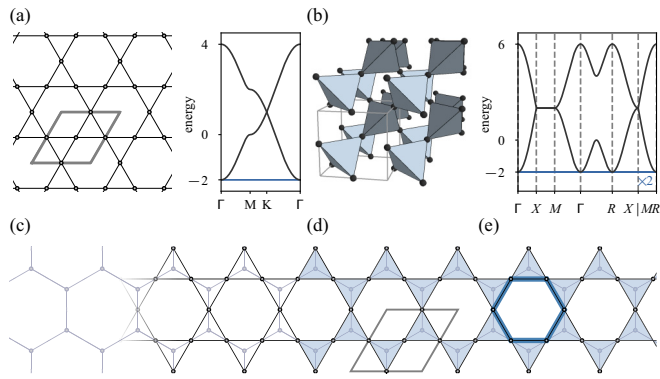 (a)
energy
4
0
−2
Γ M K Γ
(b)
energy
6
0
−2
×2
Γ X M Γ R X|MR
(c)
(d)
(e)